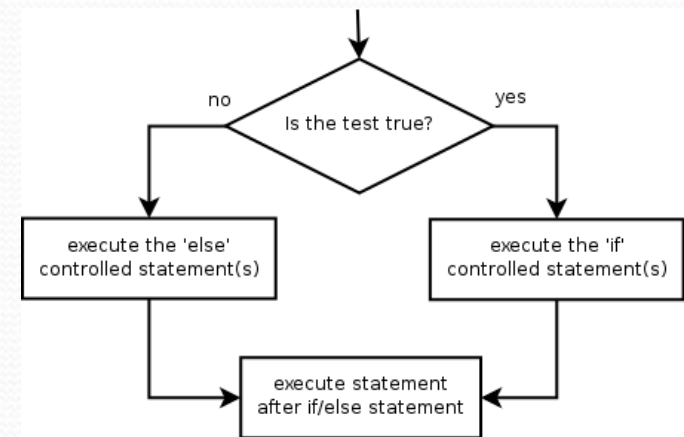 no
yes
Is the test true?
execute the 'else'
controlled statement(s)
execute the 'if'
controlled statement(s)
execute statement
after if/else statement